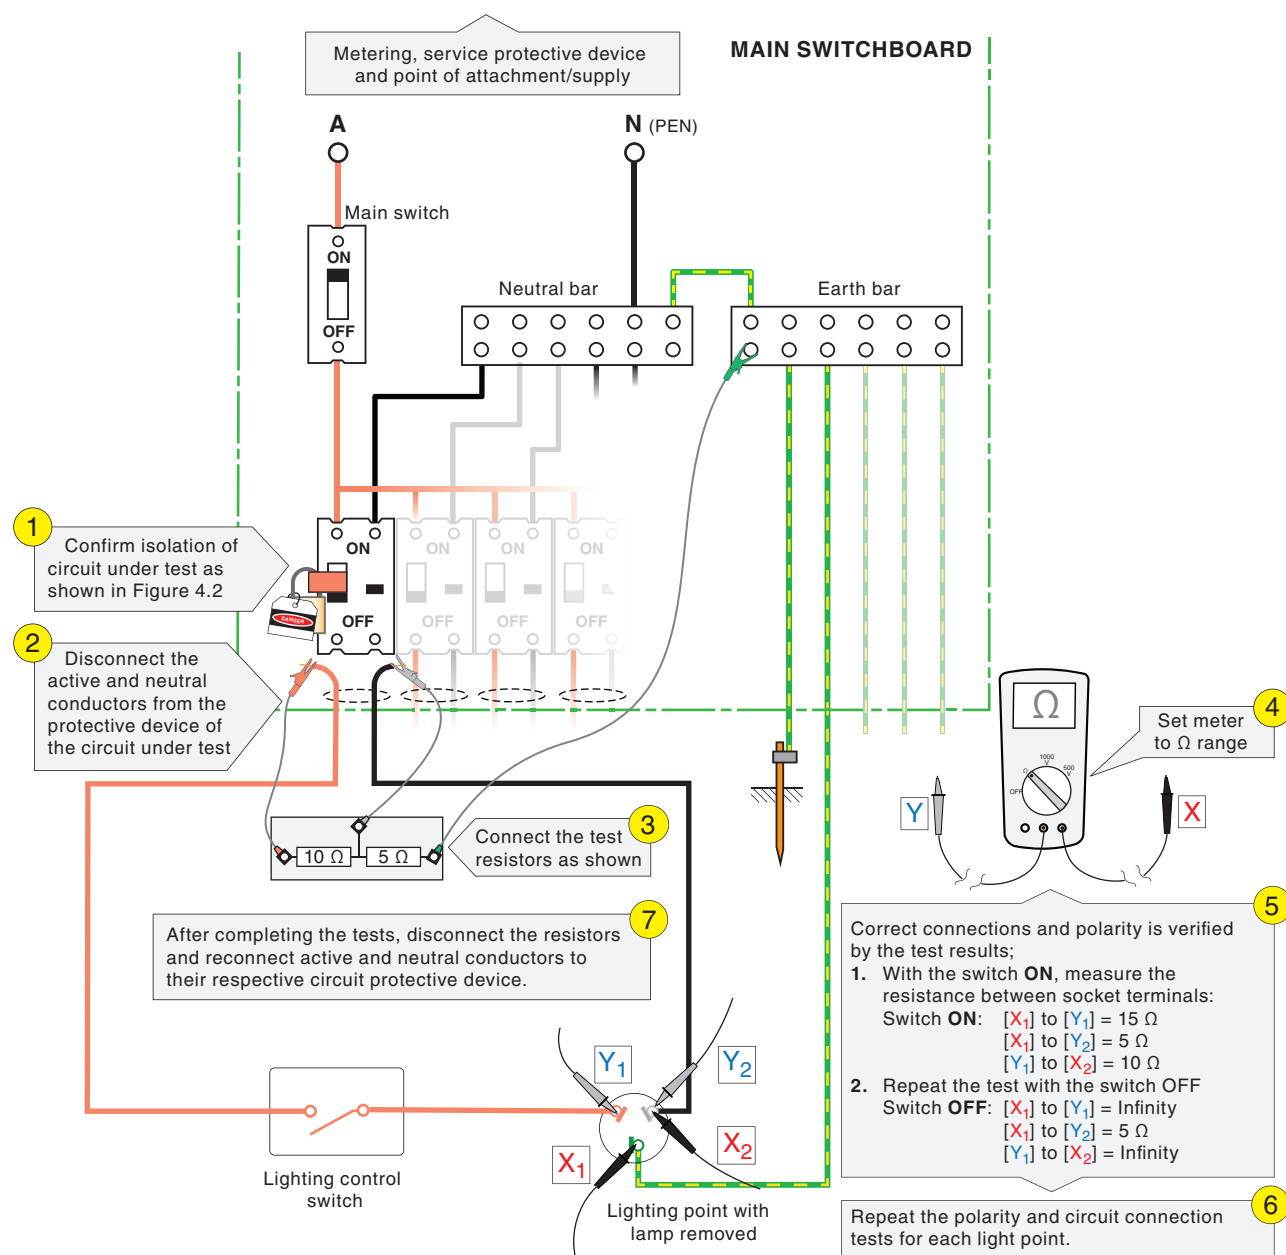 Metering, service protective device
and point of attachment/supply
MAIN SWITCHBOARD
A
N (PEN)
Main switch
ON
OFF
Neutral bar
Earth bar
1
Confirm isolation of
circuit under test as
shown in Figure 4.2
ON
OFF
ON
OFF
ON
OFF
ON
OFF
DANGER
2
Disconnect the
active and neutral
conductors from the
protective device of
the circuit under test
Ω
4
Set meter
to Ω range
OFF
Ω
1000
V
500
V
Y
X
10 Ω
5 Ω
3
Connect the test
resistors as shown
7
After completing the tests, disconnect the resistors
and reconnect active and neutral conductors to
their respective circuit protective device.
5
Correct connections and polarity is verified
by the test results;
1. With the switch ON, measure the
resistance between socket terminals:
Switch ON: [X1] to [Y1] = 15 Ω
[X1] to [Y2] = 5 Ω
[Y1] to [X2] = 10 Ω
2. Repeat the test with the switch OFF
Switch OFF: [X1] to [Y1] = Infinity
[X1] to [Y2] = 5 Ω
[Y1] to [X2] = Infinity
Y1
Y2
X1
X2
Lighting control
switch
Lighting point with
lamp removed
6
Repeat the polarity and circuit connection
tests for each light point.